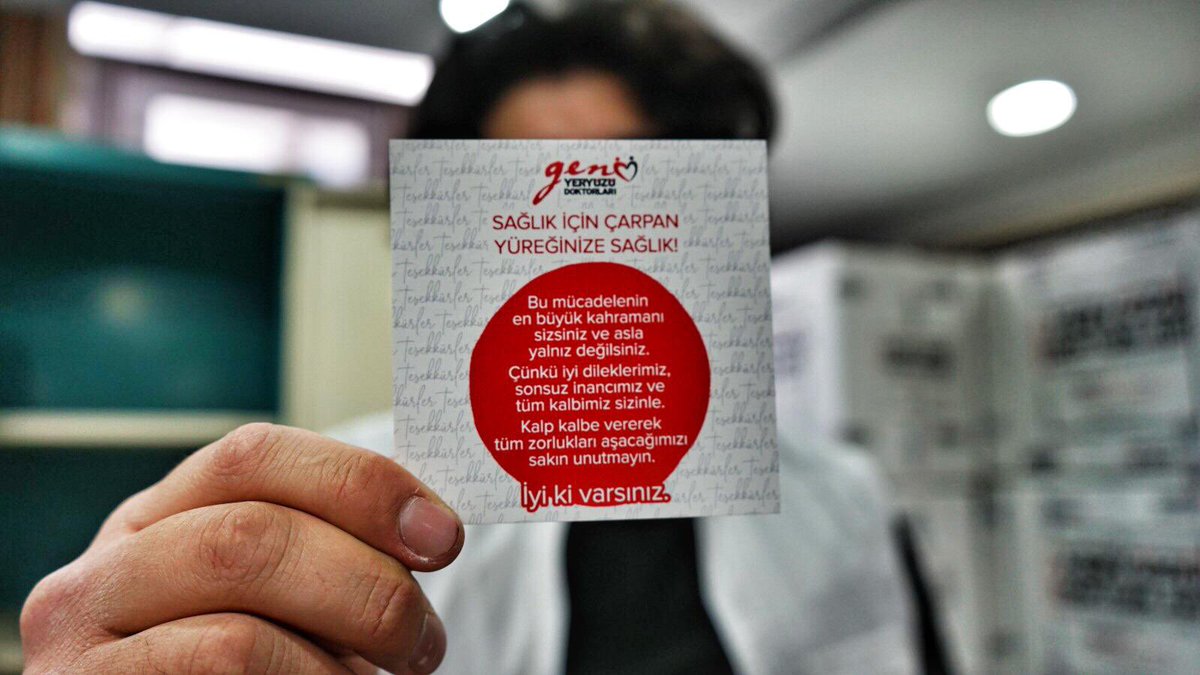 genç
YERYÜZÜ
DOKTORLARI
SAĞLIK İÇİN ÇARPAN
YÜREĞİNİZE SAĞLIK!
Bu mücadelenin
en büyük kahramanı
sizsiniz ve asla
yalnız değilsiniz.
Çünkü iyi dileklerimiz,
sonsuz inancımız ve
tüm kalbimiz sizinle.
Kalp kalbe vererek
tüm zorlukları aşacağımızı
sakın unutmayın.
İyi ki varsınız.
Teşekkürler